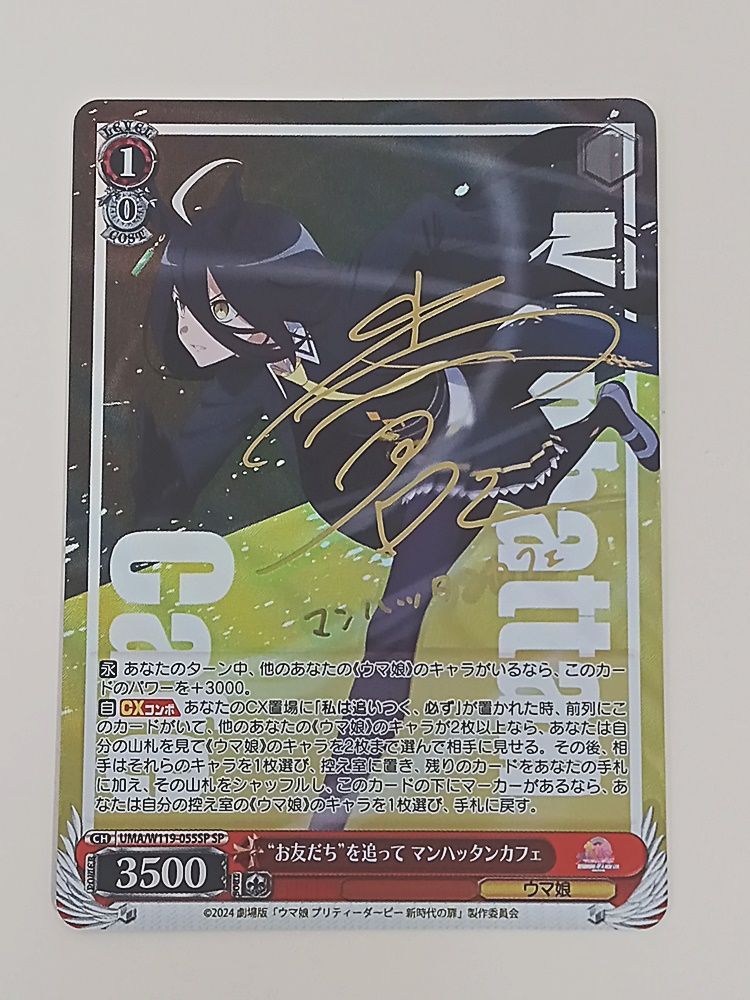 LEVEL
1
0
COST
Manhattan
Cafe
マンハッタンカフェ
永 あなたのターン中、他のあなたの《ウマ娘》のキャラがいるなら、このカー
ドのパワーを＋3000。
自 CXコンボ あなたのCX置場に「私は追いつく、必ず」が置かれた時、前列にこ
のカードがいて、他のあなたの《ウマ娘》のキャラが2枚以上なら、あなたは自
分の山札を見て《ウマ娘》のキャラを2枚まで選んで相手に見せる。その後、相
手はそれらのキャラを1枚選び、控え室に置き、残りのカードをあなたの手札
に加え、その山札をシャッフルし、このカードの下にマーカーがあるなら、あ
なたは自分の控え室の《ウマ娘》のキャラを1枚選び、手札に戻す。
CH UMA/W119-055SSP SP
“お友だち”を追って マンハッタンカフェ
POWER
3500
SOUL
ウマ娘
©2024 劇場版「ウマ娘 プリティーダービー 新時代の扉」製作委員会